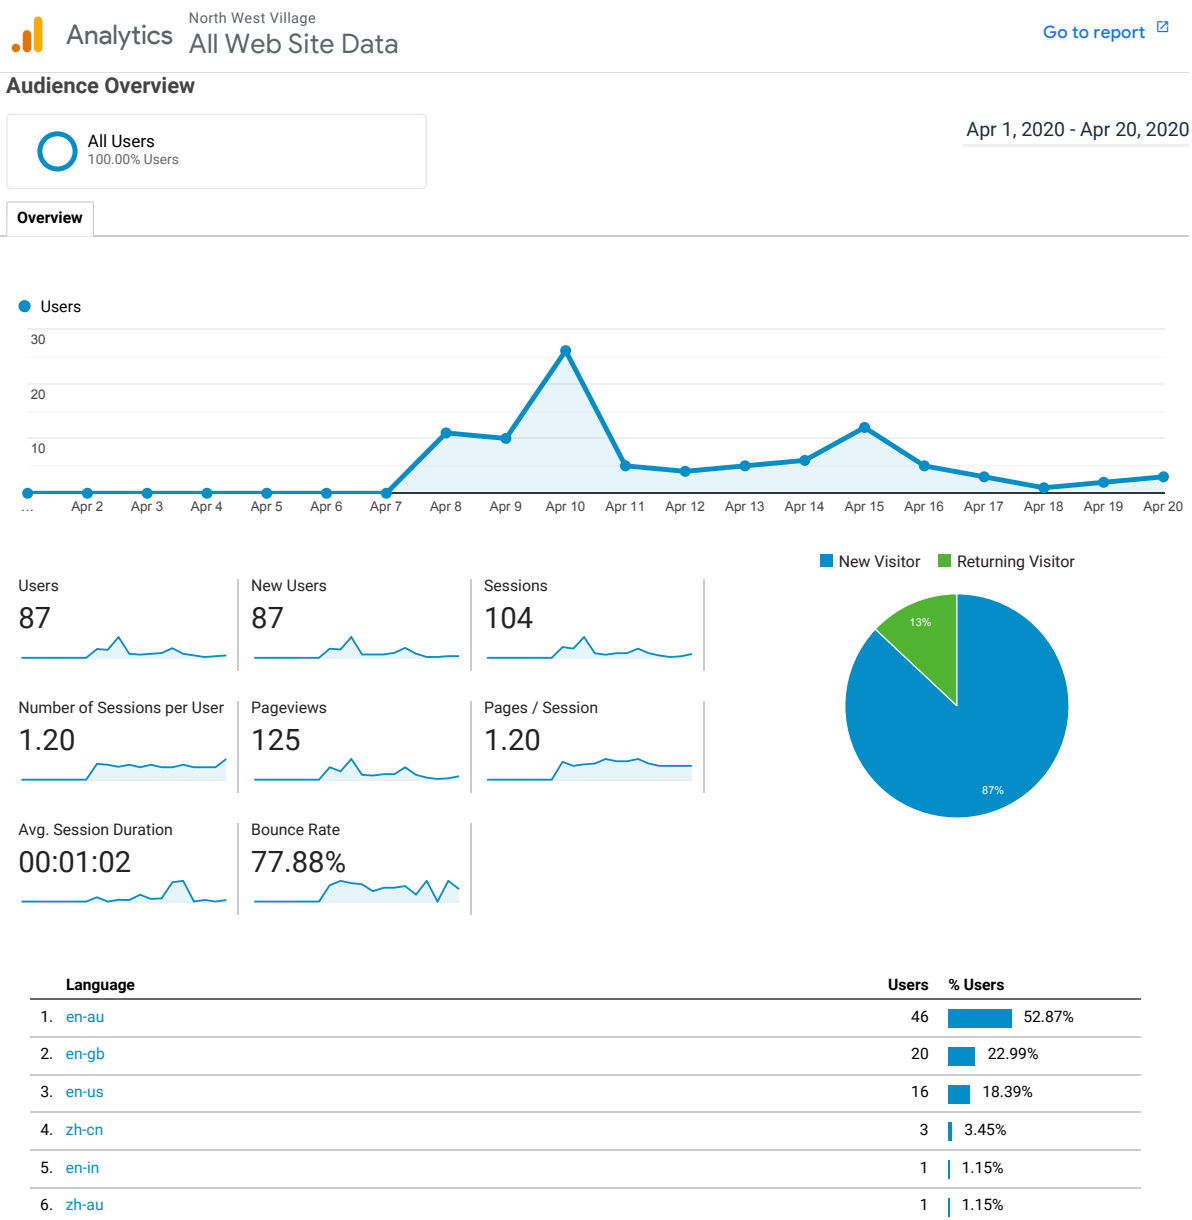 Analytics
North West Village
All Web Site Data
Go to report
Audience Overview
All Users
100.00% Users
Apr 1, 2020 - Apr 20, 2020
Overview
Users
30
20
10
... Apr 2 Apr 3 Apr 4 Apr 5 Apr 6 Apr 7 Apr 8 Apr 9 Apr 10 Apr 11 Apr 12 Apr 13 Apr 14 Apr 15 Apr 16 Apr 17 Apr 18 Apr 19 Apr 20
New Visitor Returning Visitor
Users New Users Sessions
87 87 104
Number of Sessions per User Pageviews Pages / Session
1.20 125 1.20
Avg. Session Duration Bounce Rate
00:01:02 77.88%
13%
87%
Language Users % Users
1. en-au 46 52.87%
2. en-gb 20 22.99%
3. en-us 16 18.39%
4. zh-cn 3 3.45%
5. en-in 1 1.15%
6. zh-au 1 1.15%